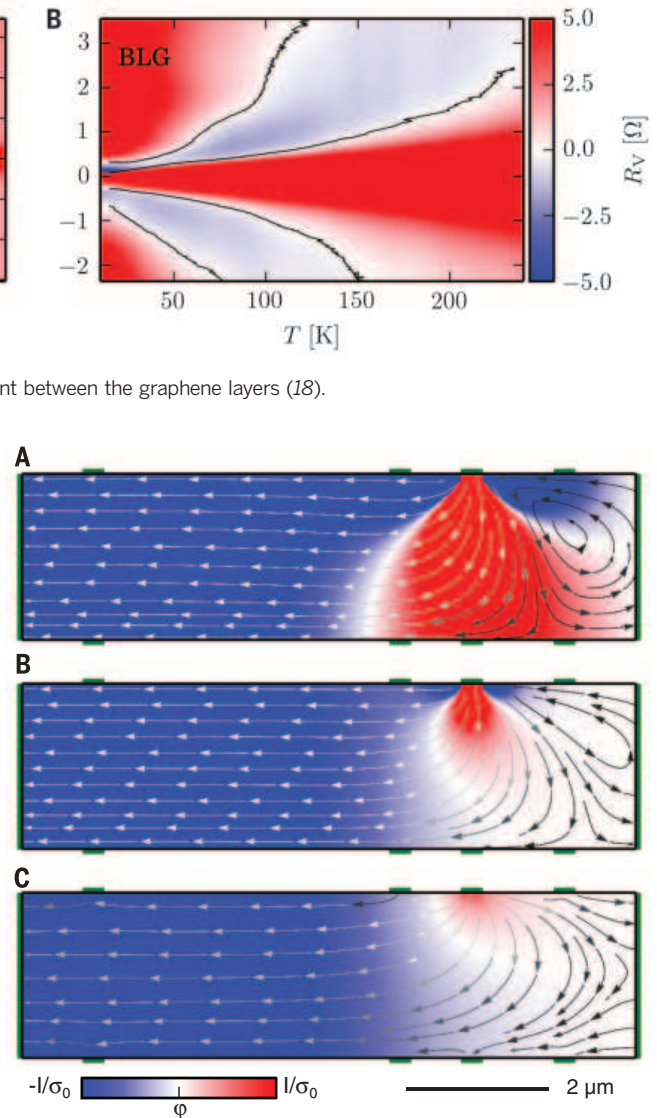 B
BLG
3
2
1
0
−1
−2
50 100 150 200
T [K]
5.0
2.5
0.0
−2.5
−5.0
R_V [Ω]
nt between the graphene layers (18).
A
B
C
-I/σ₀ I/σ₀
φ
2 µm